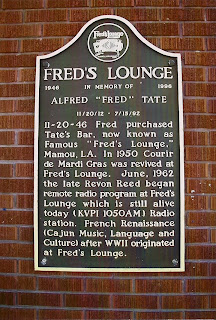 Fred's Lounge
FRED'S LOUNGE
1946 IN MEMORY OF 1996
ALFRED "FRED" TATE
11/20/12 - 7/13/92
11-20-46 Fred purchased
Tate's Bar, now known as
Famous "Fred's Lounge,"
Mamou, LA. In 1950 Courir
de Mardi Gras was revived at
Fred's Lounge. June, 1962
the late Revon Reed began
remote radio program at Fred's
Lounge which is still alive
today (KVPI 1050AM) Radio
station. French Renaissance
(Cajun Music, Language and
Culture) after WWII originated
at Fred's Lounge.